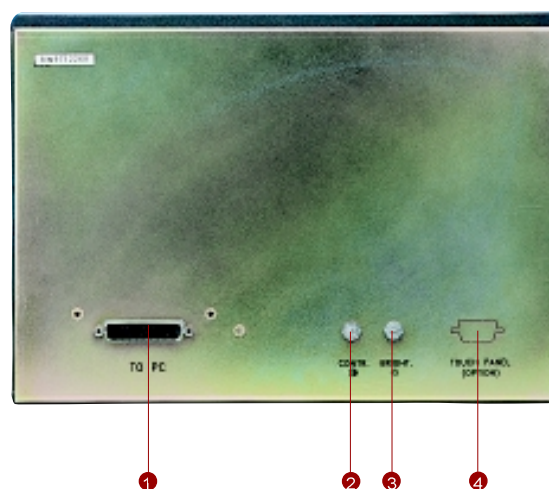 TO PC
CONTR.
BRIGHT.
TOUCH PANEL
(OPTION)
1
2
3
4